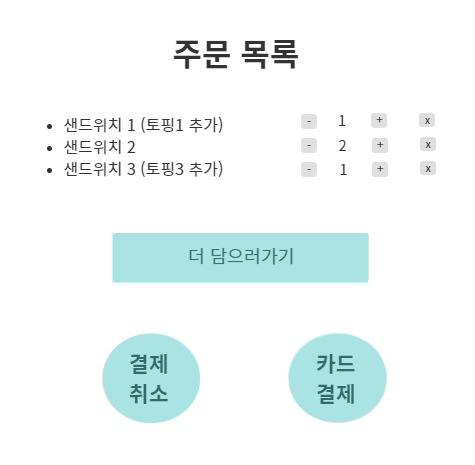 주문 목록
샌드위치 1 (토핑1 추가) - 1 + x
샌드위치 2 - 2 + x
샌드위치 3 (토핑3 추가) - 1 + x
더 담으러가기
결제
취소
카드
결제